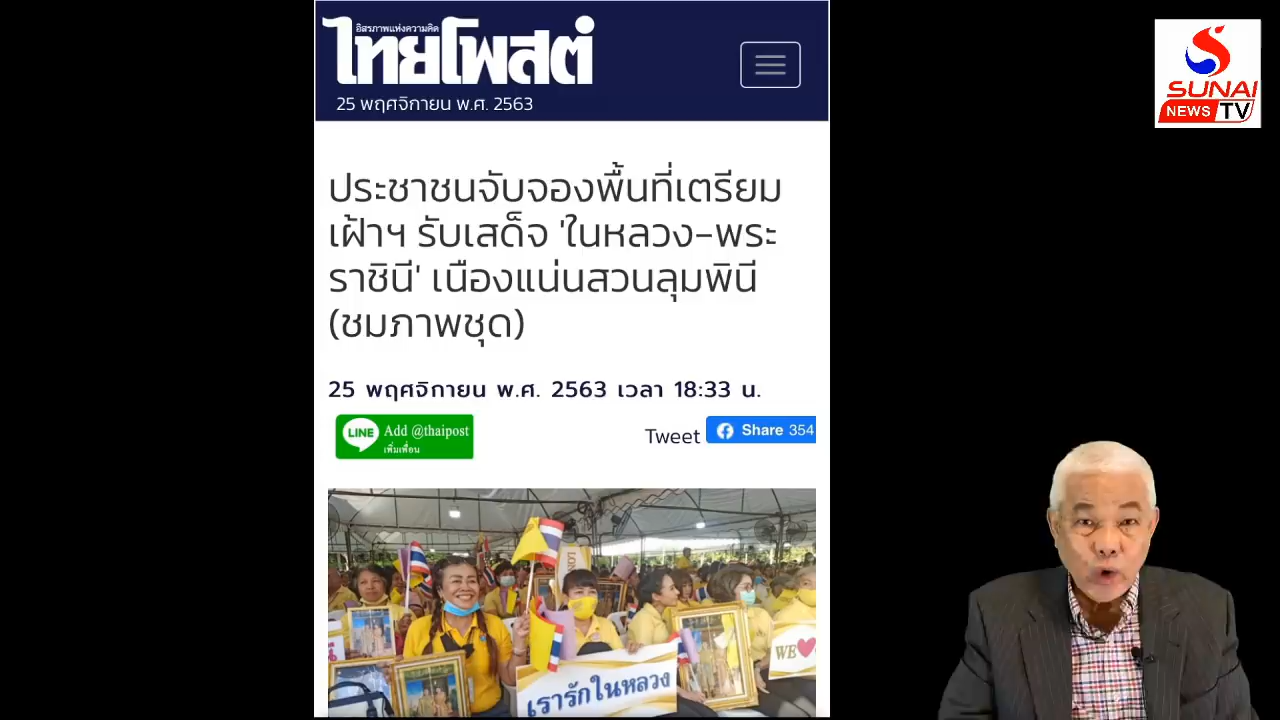 อิสรภาพแห่งความคิด
ไทยโพสต์
25 พฤศจิกายน พ.ศ. 2563
ประชาชนจับจองพื้นที่เตรียม
เฝ้าฯ รับเสด็จ 'ในหลวง-พระ
ราชินี' เนืองแน่นสวนลุมพินี
(ชมภาพชุด)
25 พฤศจิกายน พ.ศ. 2563 เวลา 18:33 น.
LINE Add @thaipost
เพิ่มเพื่อน
Tweet Share 354
WE
เรารักในหลวง
SUNAI
NEWS TV